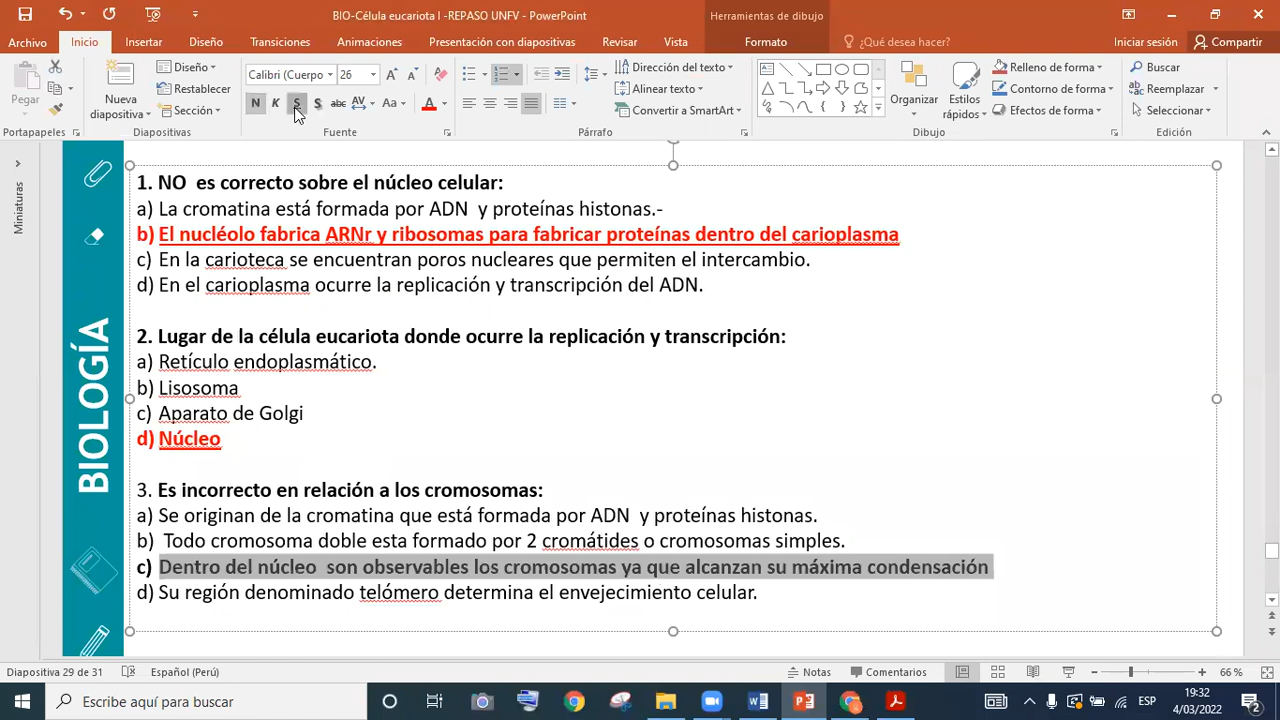 BIO-Célula eucariota I -REPASO UNFV - PowerPoint
Herramientas de dibujo
Archivo
Inicio
Insertar
Diseño
Transiciones
Animaciones
Presentación con diapositivas
Revisar
Vista
Formato
¿Qué desea hacer?
Iniciar sesión
Compartir
Pegar
Nueva diapositiva
Diseño
Restablecer
Sección
Calibri (Cuerpo
26
N K S S abc AV Aa A
Dirección del texto
Alinear texto
Convertir a SmartArt
Organizar
Estilos rápidos
Relleno de forma
Contorno de forma
Efectos de forma
Buscar
Reemplazar
Seleccionar
Portapapeles
Diapositivas
Fuente
Párrafo
Dibujo
Edición
Miniaturas
BIOLOGÍA
1. NO  es correcto sobre el núcleo celular:
a) La cromatina está formada por ADN  y proteínas histonas.-
b) El nucléolo fabrica ARNr y ribosomas para fabricar proteínas dentro del carioplasma
c) En la carioteca se encuentran poros nucleares que permiten el intercambio.
d) En el carioplasma ocurre la replicación y transcripción del ADN.
2. Lugar de la célula eucariota donde ocurre la replicación y transcripción:
a) Retículo endoplasmático.
b) Lisosoma
c) Aparato de Golgi
d) Núcleo
3. Es incorrecto en relación a los cromosomas:
a) Se originan de la cromatina que está formada por ADN  y proteínas histonas.
b)  Todo cromosoma doble esta formado por 2 cromátides o cromosomas simples.
c) Dentro del núcleo  son observables los cromosomas ya que alcanzan su máxima condensación
d) Su región denominado telómero determina el envejecimiento celular.
Diapositiva 29 de 31
Español (Perú)
Notas
Comentarios
66 %
Escribe aquí para buscar
ESP
19:32
4/03/2022
2